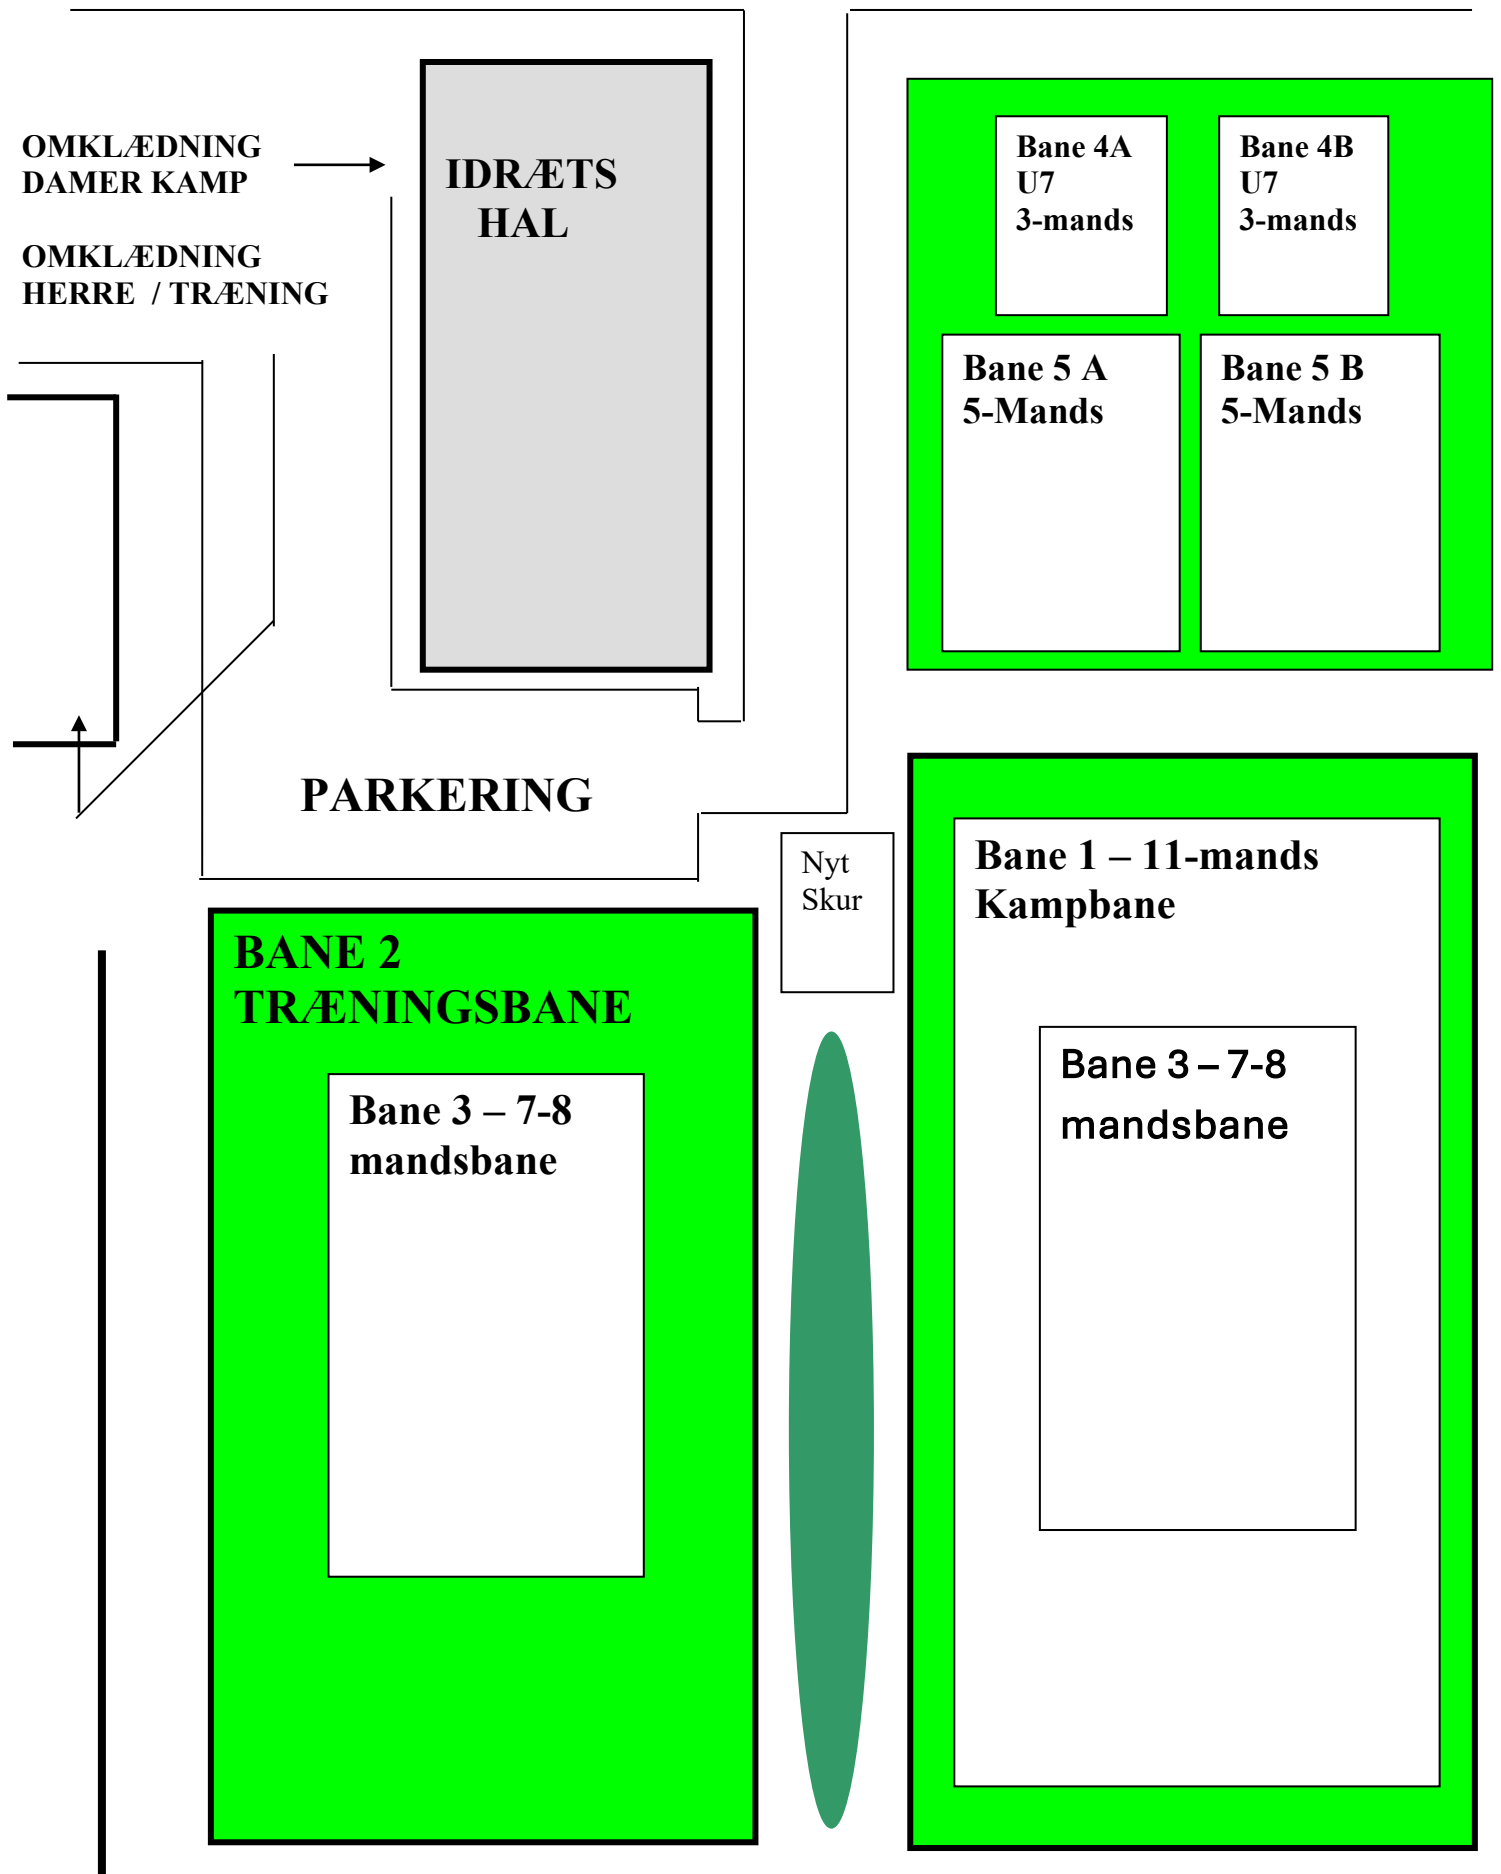 OMKLÆDNING
DAMER KAMP
OMKLÆDNING
HERRE / TRÆNING
IDRÆTS
HAL
Bane 4A
U7
3-mands
Bane 4B
U7
3-mands
Bane 5 A
5-Mands
Bane 5 B
5-Mands
PARKERING
Nyt
Skur
Bane 1 – 11-mands
Kampbane
Bane 3 – 7-8
mandsbane
BANE 2
TRÆNINGSBANE
Bane 3 – 7-8
mandsbane